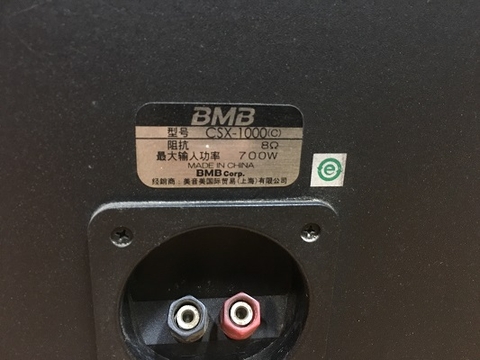 BMB
型号 CSX-1000(C)
阻抗 8Ω
最大输入功率 700W
MADE IN CHINA
BMB Corp.
经销商：美音美国际贸易(上海)有限公司
e